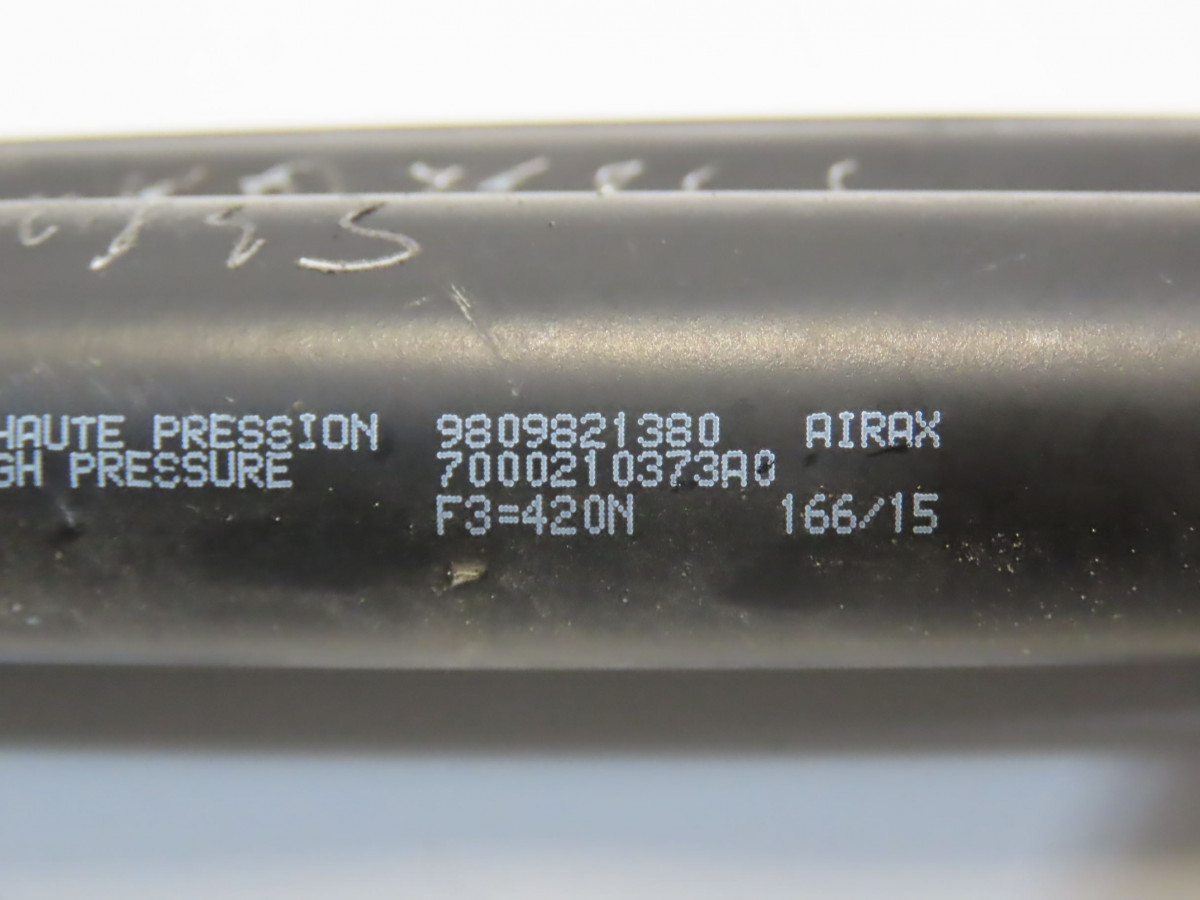 HAUTE PRESSION 9809821380 AIRAX
GH PRESSURE 7000210373A0
F3=420N 166/15